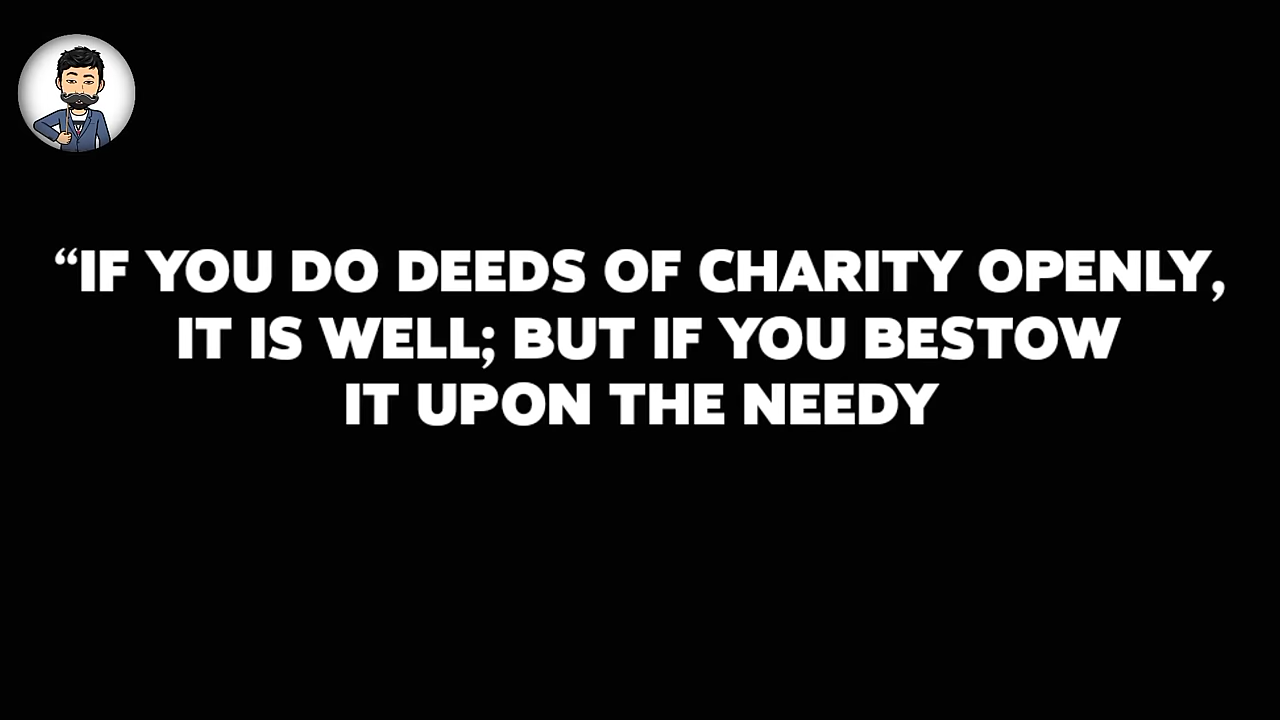 “IF YOU DO DEEDS OF CHARITY OPENLY,
IT IS WELL; BUT IF YOU BESTOW
IT UPON THE NEEDY